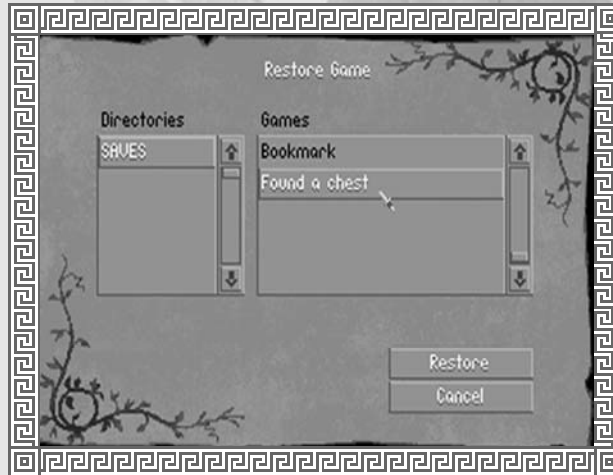 Restore Game
Directories
Games
SAVES
Bookmark
Found a chest
Restore
Cancel